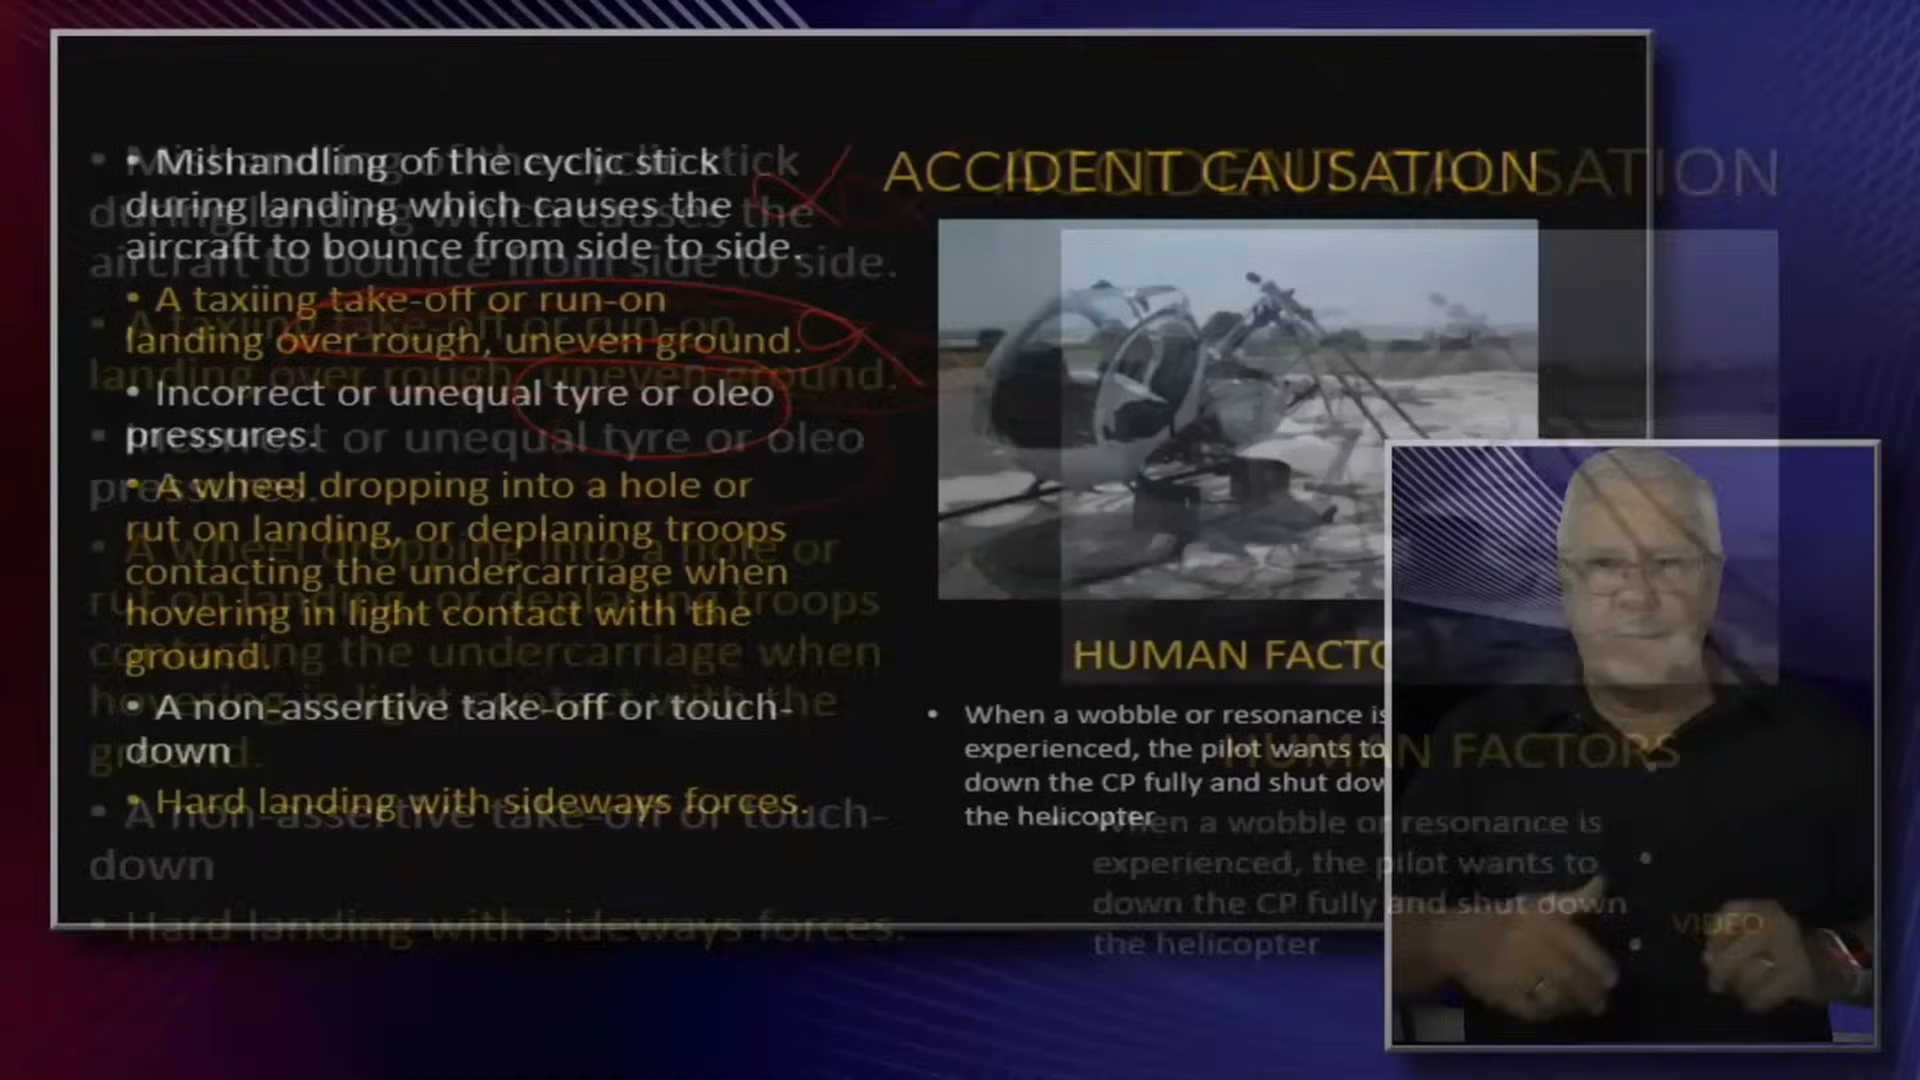 • Mishandling of the cyclic stick
during landing which causes the
aircraft to bounce from side to side.
• A taxiing take-off or run-on
landing over rough, uneven ground.
• Incorrect or unequal tyre or oleo
pressures.
• A wheel dropping into a hole or
rut on landing, or deplaning troops
contacting the undercarriage when
hovering in light contact with the
ground.
• A non-assertive take-off or touch-
down
• Hard landing with sideways forces.
ACCIDENT CAUSATION
HUMAN FACTORS
• When a wobble or resonance is
experienced, the pilot wants to
down the CP fully and shut down
the helicopter
VIDEO